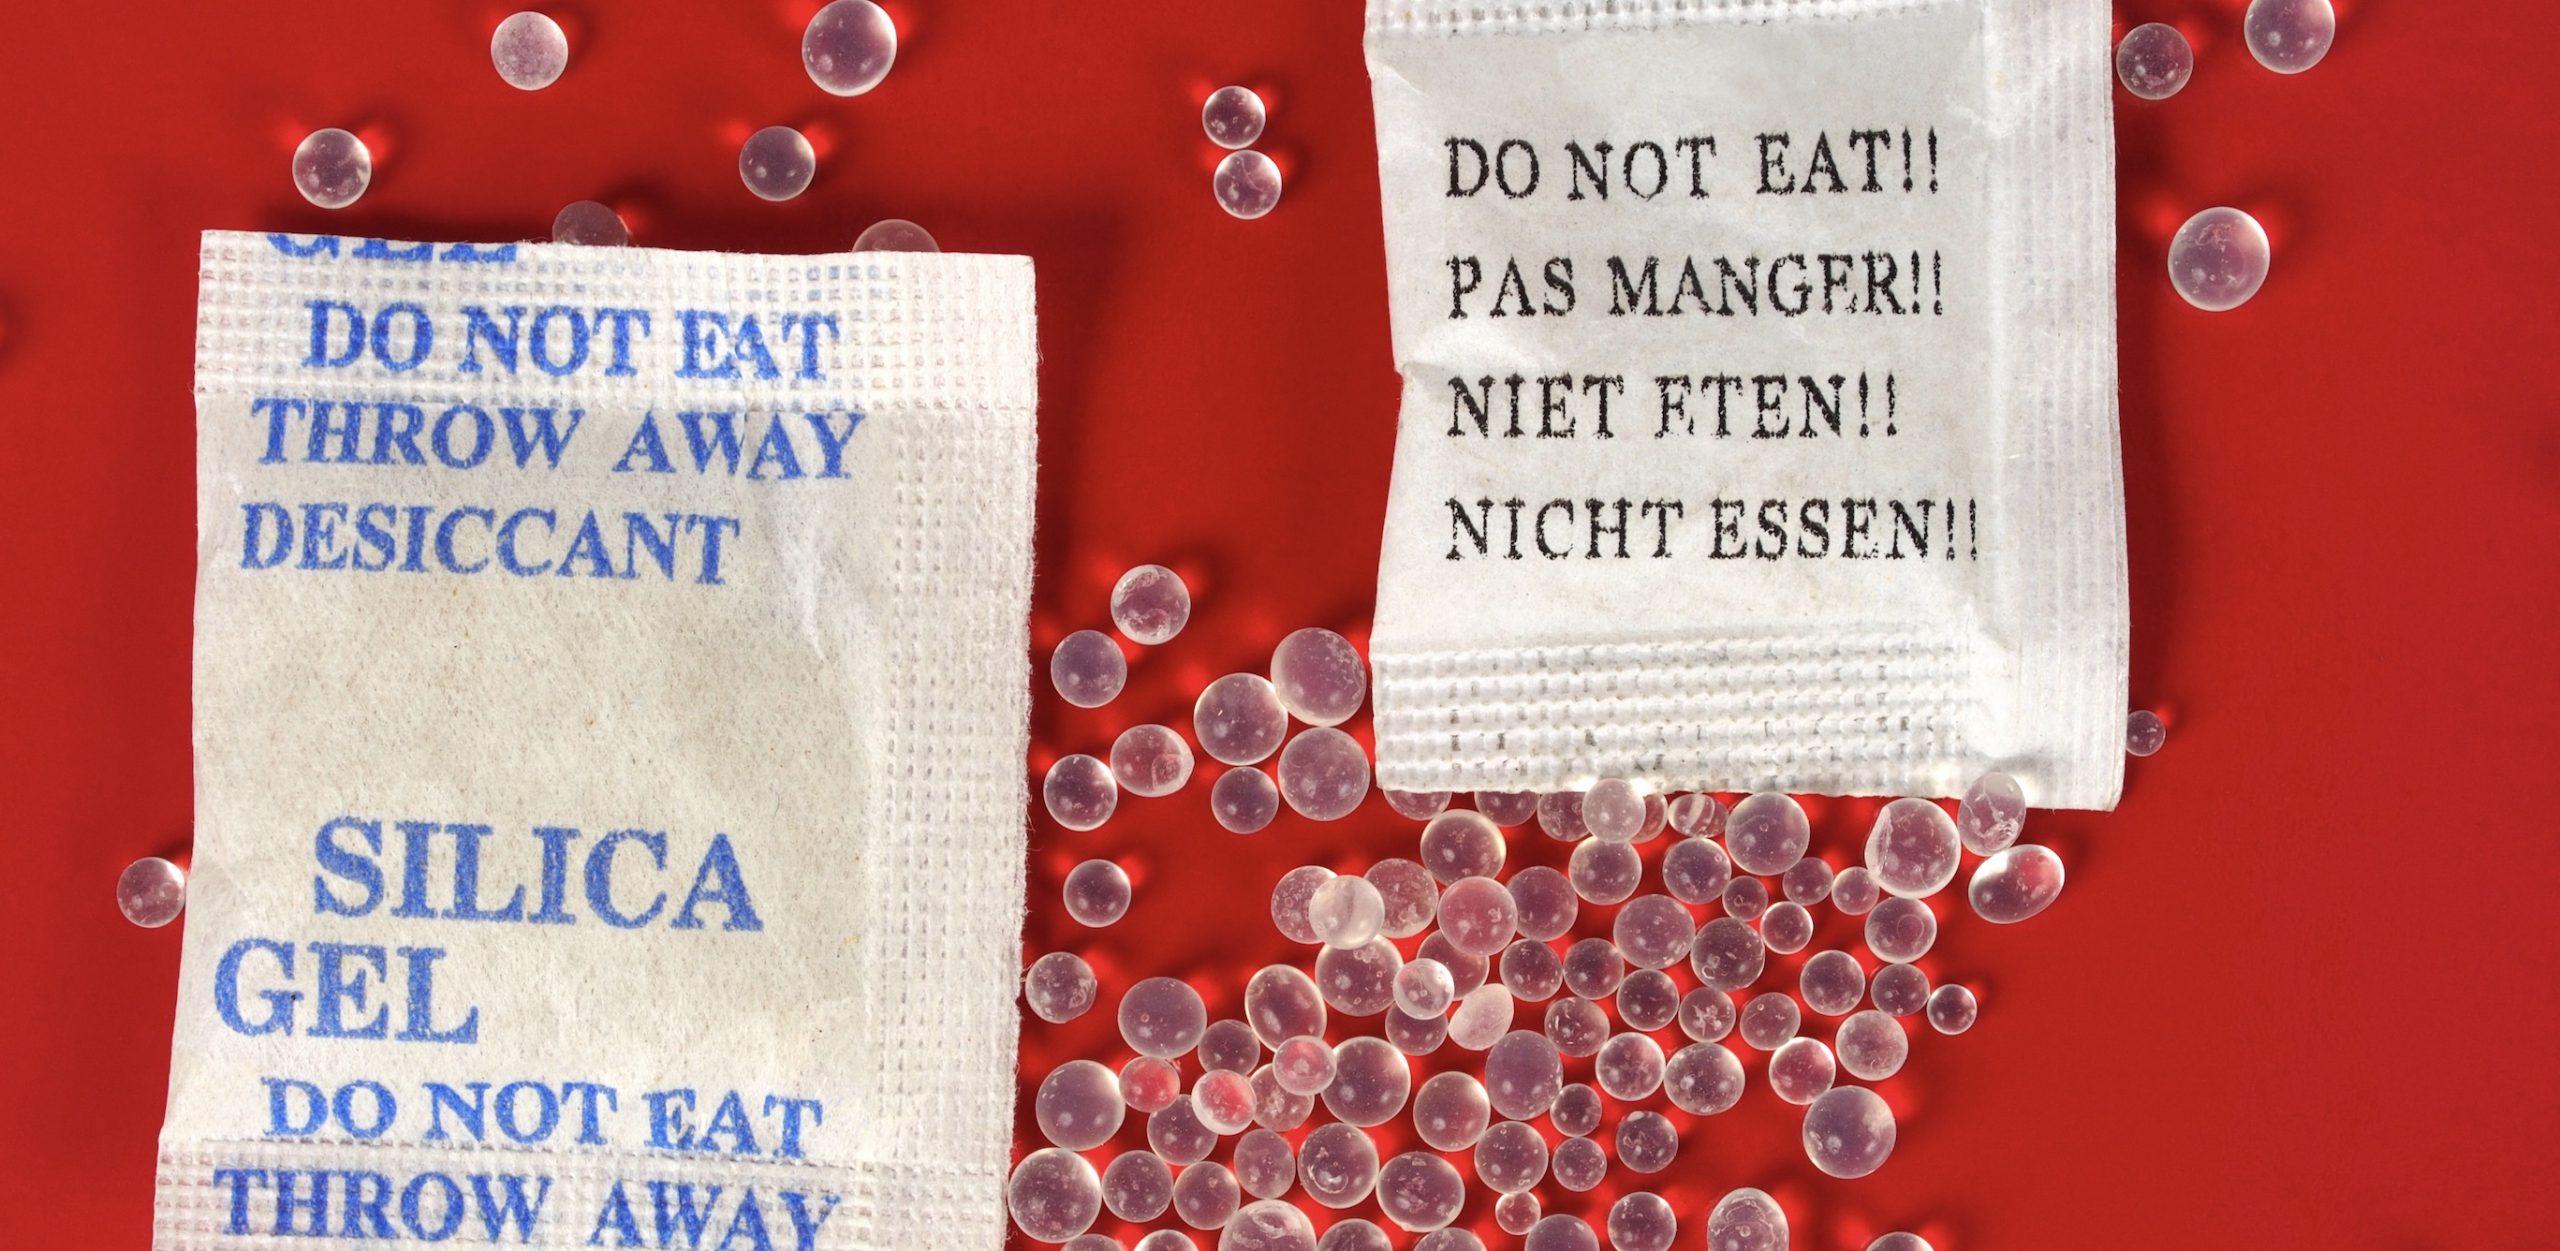 GEL
DO NOT EAT
THROW AWAY
DESICCANT
SILICA
GEL
DO NOT EAT
THROW AWAY
DO NOT EAT!!
PAS MANGER!!
NIET ETEN!!
NICHT ESSEN!!